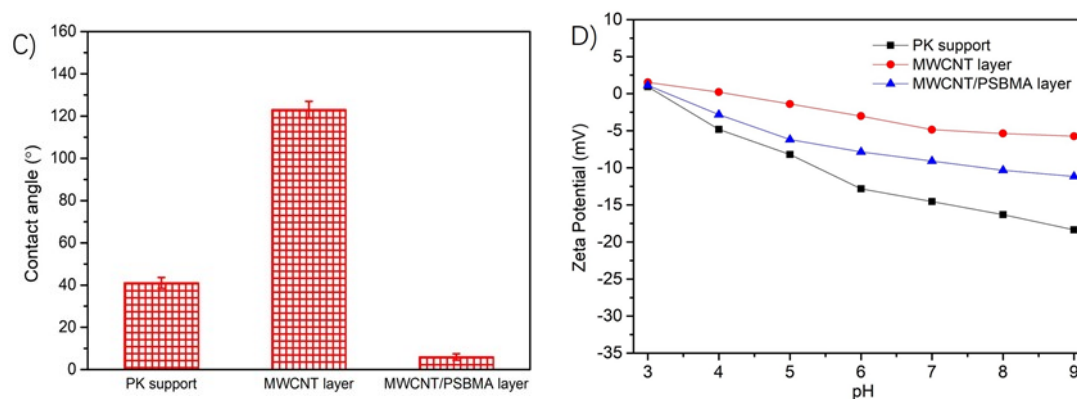 C)
160
140
120
100
80
60
40
20
0
Contact angle (°)
PK support
MWCNT layer
MWCNT/PSBMA layer
D)
10
5
0
-5
-10
-15
-20
-25
-30
-35
Zeta Potential (mV)
PK support
MWCNT layer
MWCNT/PSBMA layer
3 4 5 6 7 8 9
pH